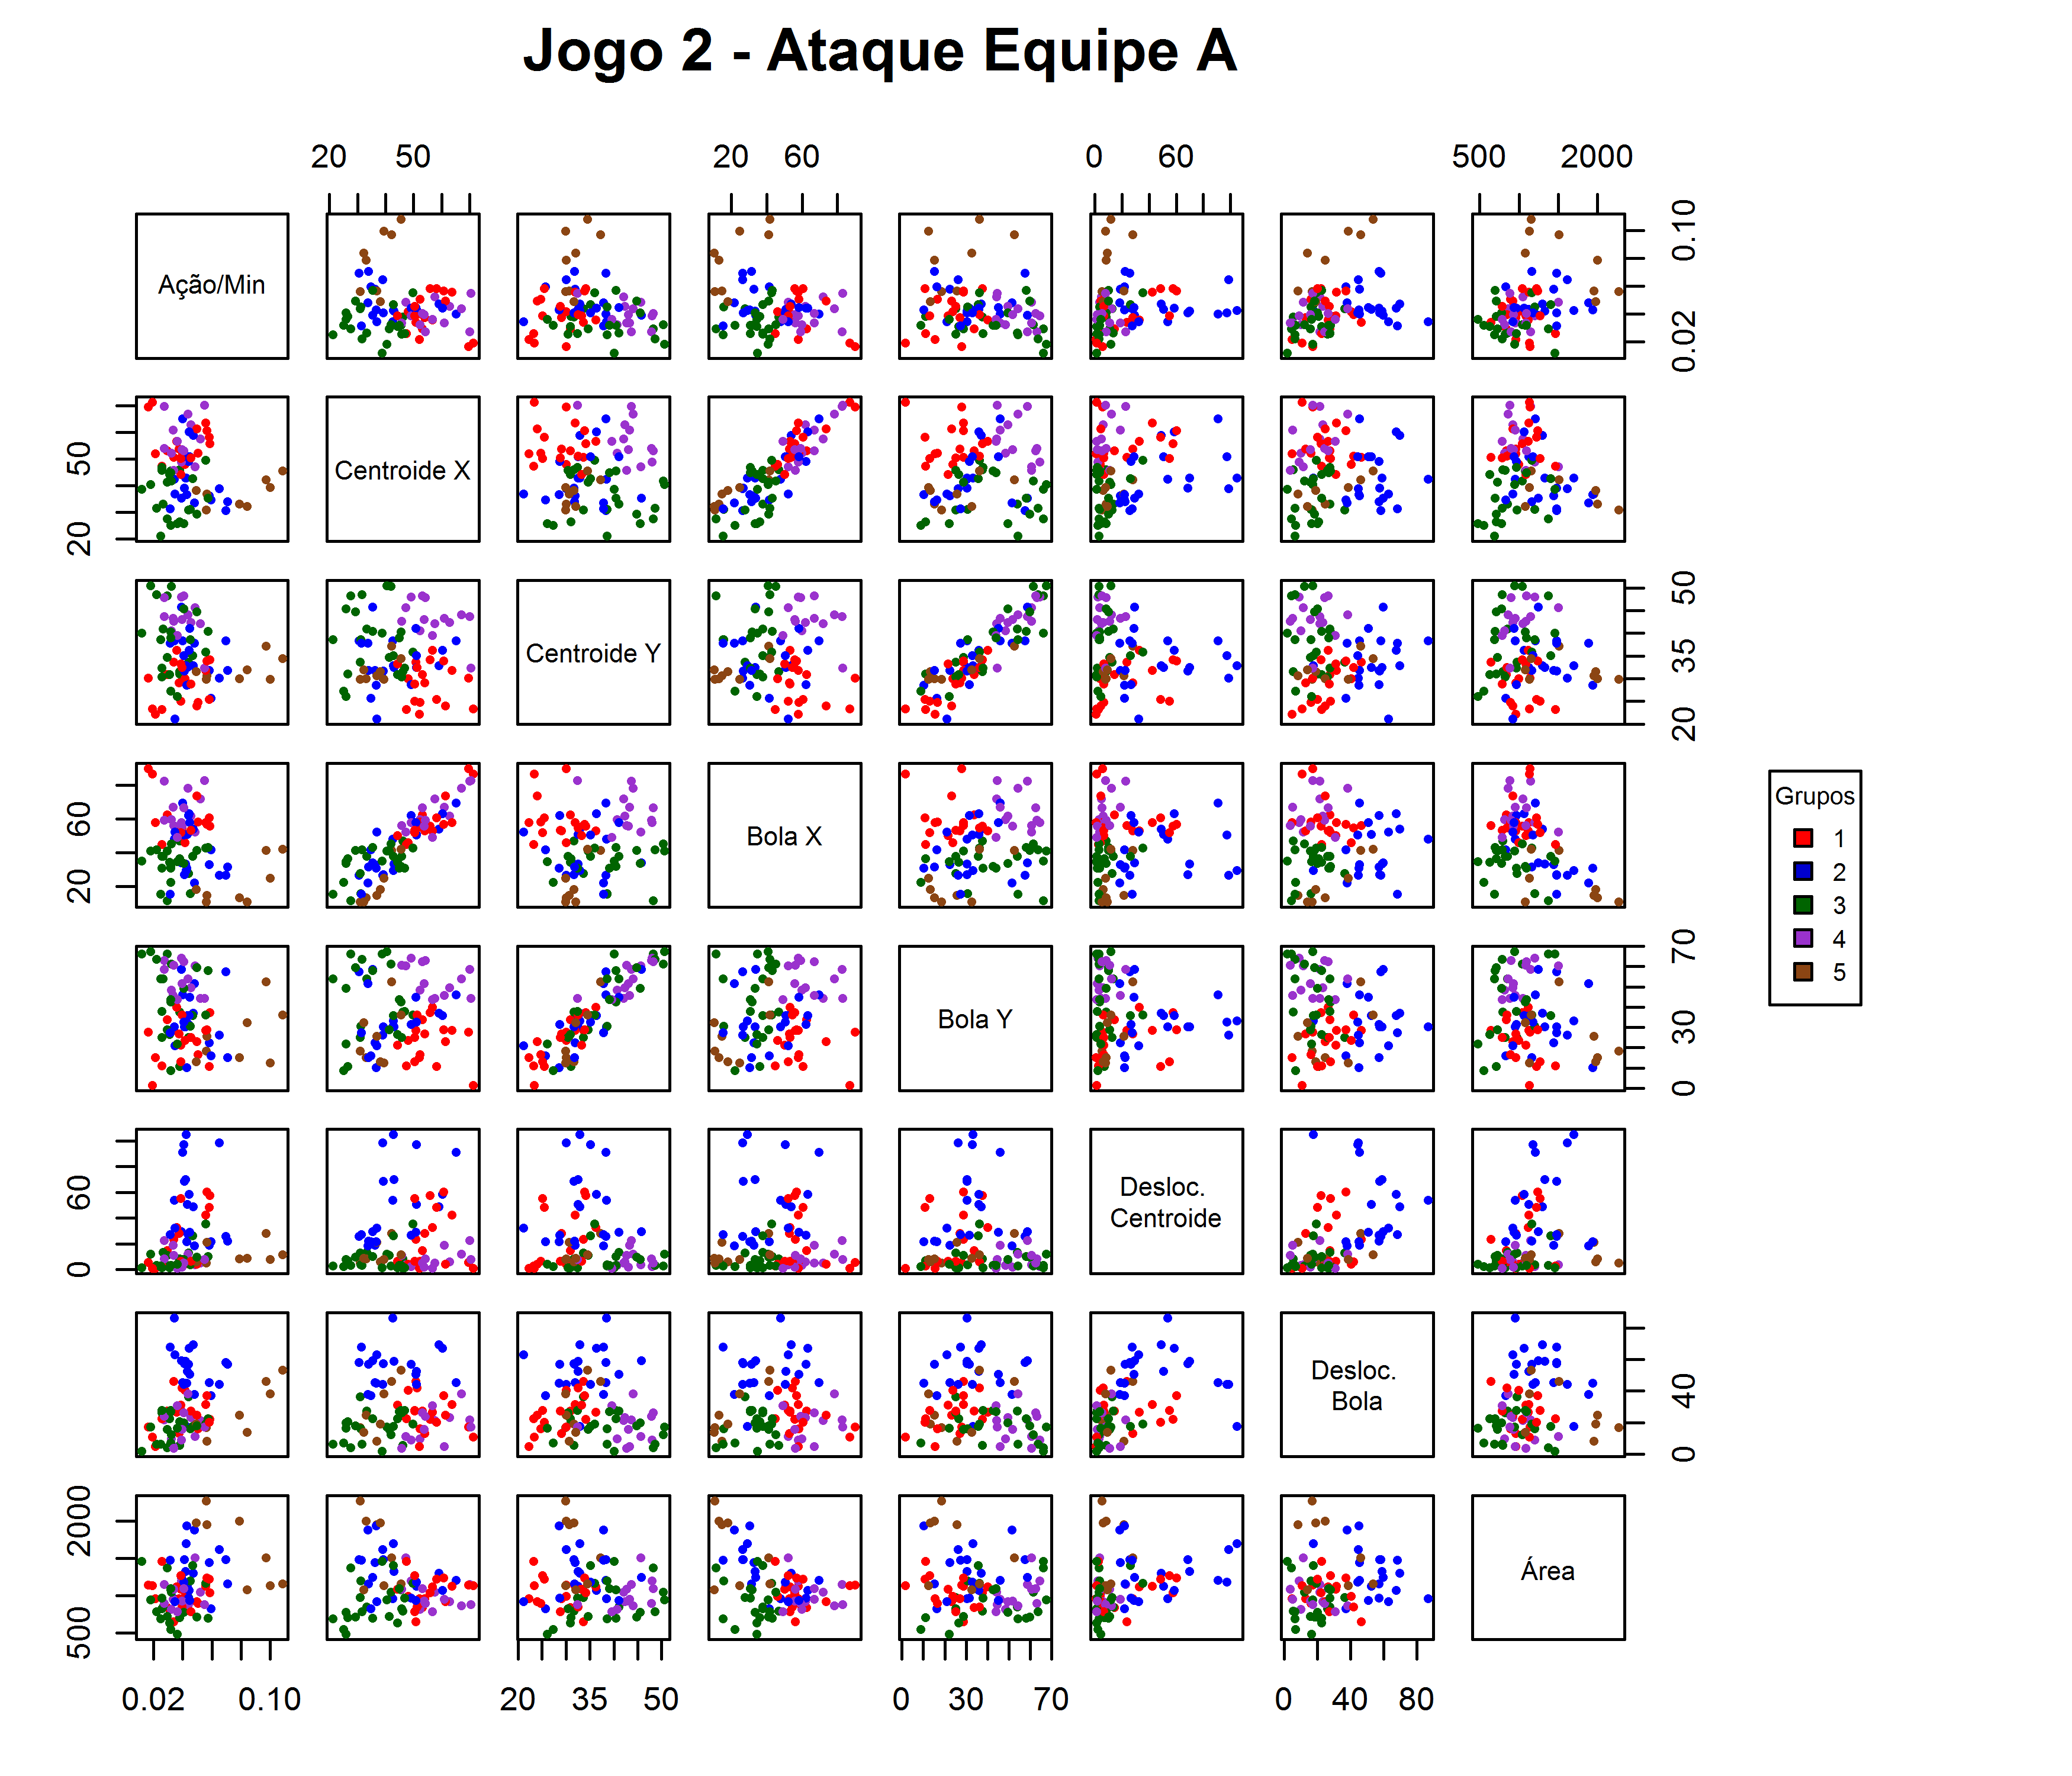 Jogo 2 - Ataque Equipe A
20 50 20 60 0 60 500 2000
Ação/Min
0.02 0.10
Centroide X
20 50
Centroide Y
20 35 50
Bola X
20 60
Grupos
1
2
3
4
5
Bola Y
0 30 70
Desloc.
Centroide
0 60
Desloc.
Bola
0 40
Área
500 2000
0.02 0.10 20 35 50 0 30 70 0 40 80